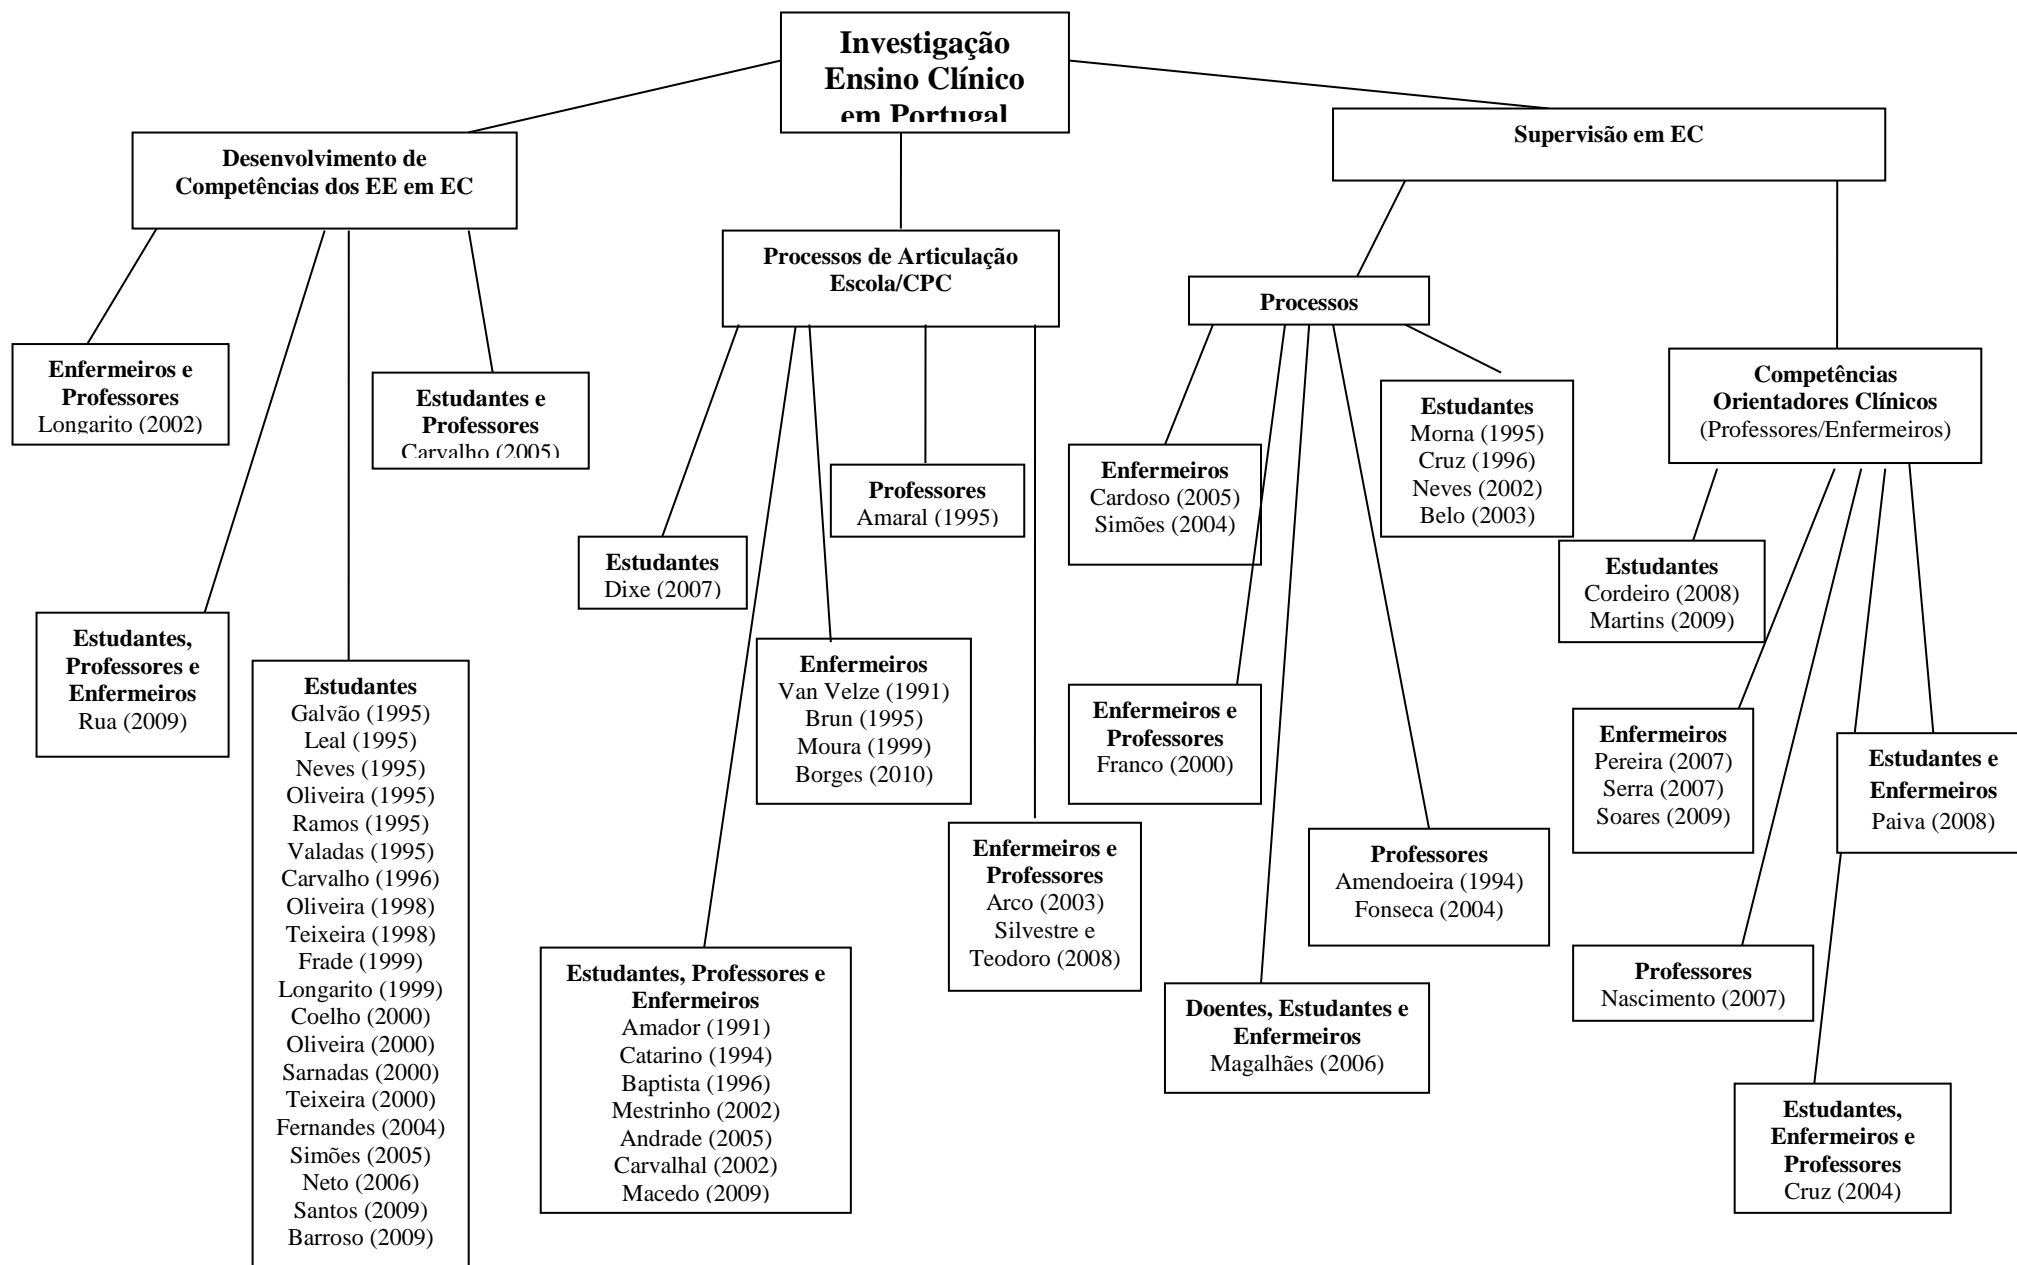 Investigação
Ensino Clínico
em Portugal
Desenvolvimento de
Competências dos EE em EC
Enfermeiros e
Professores
Longarito (2002)
Estudantes e
Professores
Carvalho (2005)
Estudantes,
Professores e
Enfermeiros
Rua (2009)
Estudantes
Galvão (1995)
Leal (1995)
Neves (1995)
Oliveira (1995)
Ramos (1995)
Valadas (1995)
Carvalho (1996)
Oliveira (1998)
Teixeira (1998)
Frade (1999)
Longarito (1999)
Coelho (2000)
Oliveira (2000)
Sarnadas (2000)
Teixeira (2000)
Fernandes (2004)
Simões (2005)
Neto (2006)
Santos (2009)
Barroso (2009)
Processos de Articulação
Escola/CPC
Estudantes
Dixe (2007)
Professores
Amaral (1995)
Enfermeiros
Van Velze (1991)
Brun (1995)
Moura (1999)
Borges (2010)
Enfermeiros e
Professores
Arco (2003)
Silvestre e
Teodoro (2008)
Estudantes, Professores e
Enfermeiros
Amador (1991)
Catarino (1994)
Baptista (1996)
Mestrinho (2002)
Andrade (2005)
Carvalhal (2002)
Macedo (2009)
Supervisão em EC
Processos
Enfermeiros
Cardoso (2005)
Simões (2004)
Estudantes
Morna (1995)
Cruz (1996)
Neves (2002)
Belo (2003)
Enfermeiros e
Professores
Franco (2000)
Professores
Amendoeira (1994)
Fonseca (2004)
Doentes, Estudantes e
Enfermeiros
Magalhães (2006)
Competências
Orientadores Clínicos
(Professores/Enfermeiros)
Estudantes
Cordeiro (2008)
Martins (2009)
Enfermeiros
Pereira (2007)
Serra (2007)
Soares (2009)
Estudantes e
Enfermeiros
Paiva (2008)
Professores
Nascimento (2007)
Estudantes,
Enfermeiros e
Professores
Cruz (2004)